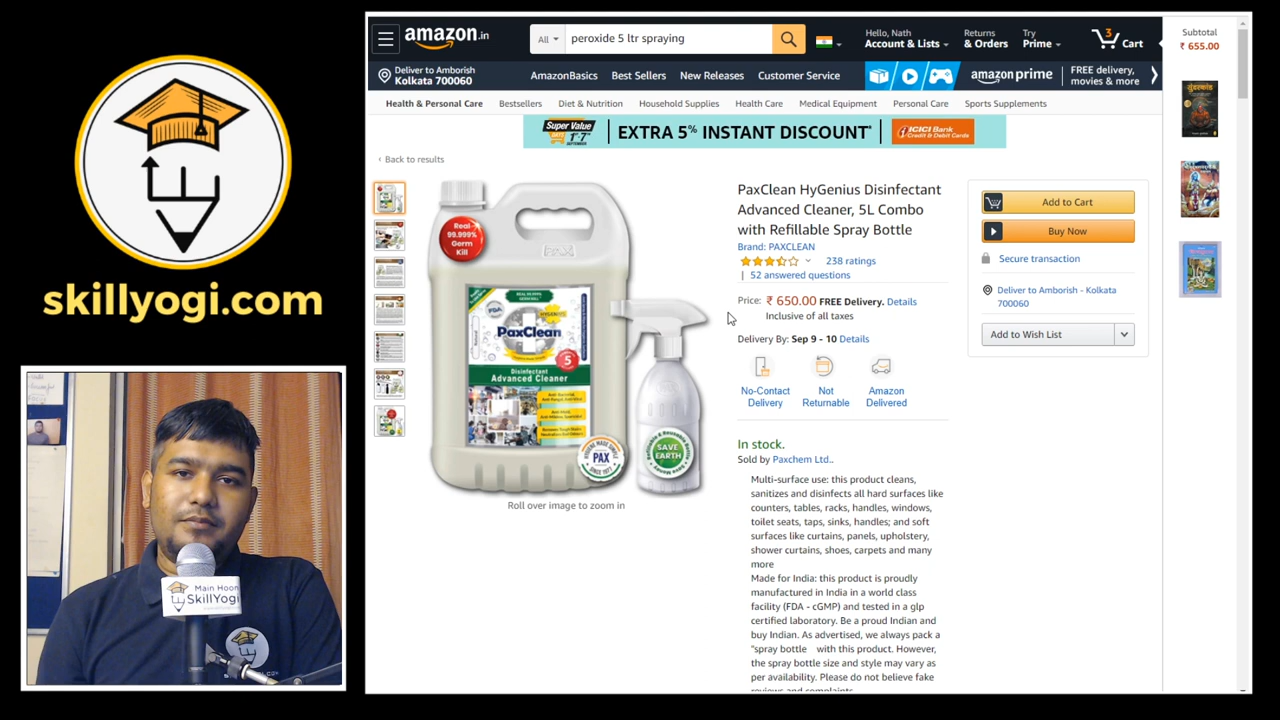 skillyogi.com
Main Hoon
SkillYogi
amazon.in
All
peroxide 5 ltr spraying
Hello, Nath
Account & Lists
Returns
& Orders
Try
Prime
3
Cart
Deliver to Amborish
Kolkata 700060
AmazonBasics
Best Sellers
New Releases
Customer Service
amazon prime
FREE delivery,
movies & more
Health & Personal Care
Bestsellers
Diet & Nutrition
Household Supplies
Health Care
Medical Equipment
Personal Care
Sports Supplements
Super Value
EXTRA 5% INSTANT DISCOUNT*
ICICI Bank
Credit & Debit Cards
‹ Back to results
Real
99.999%
Germ
Kill
PAX
FDA
HYGENIUS
PaxClean
5
Disinfectant
Advanced Cleaner
PAX
SAVE
EARTH
Roll over image to zoom in
PaxClean HyGenius Disinfectant
Advanced Cleaner, 5L Combo
with Refillable Spray Bottle
Brand: PAXCLEAN
238 ratings
| 52 answered questions
Price: ₹ 650.00 FREE Delivery. Details
Inclusive of all taxes
Delivery By: Sep 9 - 10 Details
No-Contact
Delivery
Not
Returnable
Amazon
Delivered
In stock.
Sold by Paxchem Ltd..
Multi-surface use: this product cleans,
sanitizes and disinfects all hard surfaces like
counters, tables, racks, handles, windows,
toilet seats, taps, sinks, handles; and soft
surfaces like curtains, panels, upholstery,
shower curtains, shoes, carpets and many
more
Made for India: this product is proudly
manufactured in India in a world class
facility (FDA - cGMP) and tested in a glp
certified laboratory. Be a proud Indian and
buy Indian. As advertised, we always pack a
"spray bottle with this product. However,
the spray bottle size and style may vary as
per availability. Please do not believe fake
reviews and complaints
Add to Cart
Buy Now
Secure transaction
Deliver to Amborish - Kolkata
700060
Add to Wish List
Subtotal
₹ 655.00